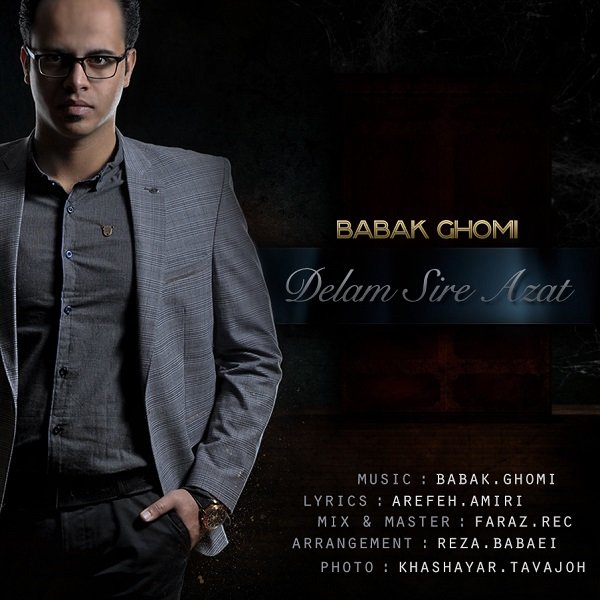 BABAK GHOMI
Delam Sire Azat
MUSIC : BABAK.GHOMI
LYRICS : AREFEH.AMIRI
MIX & MASTER : FARAZ.REC
ARRANGEMENT : REZA.BABAEI
PHOTO : KHASHAYAR.TAVAJOH